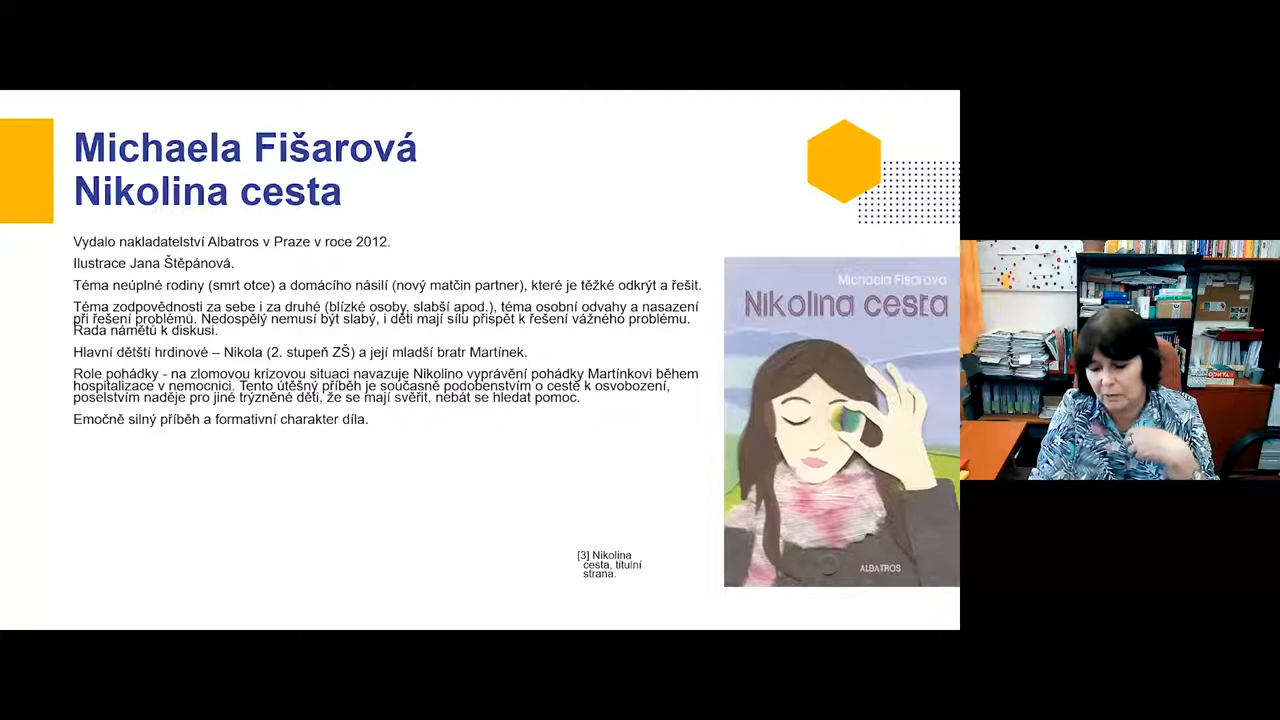 Michaela Fišarová
Nikolina cesta
Vydalo nakladatelství Albatros v Praze v roce 2012.
Ilustrace Jana Štěpánová.
Téma neúplné rodiny (smrt otce) a domácího násilí (nový matčin partner), které je těžké odkrýt a řešit.
Téma zodpovědnosti za sebe i za druhé (blízké osoby, slabší apod.), téma osobní odvahy a nasazení
při řešení problémů. Nedospělý nemusí být slabý, i děti mají sílu přispět k řešení vážného problému.
Řada námětů k diskusi.
Hlavní dětští hrdinové – Nikola (2. stupeň ZŠ) a její mladší bratr Martínek.
Role pohádky - na zlomovou krizovou situaci navazuje Nikolino vyprávění pohádky Martínkovi během
hospitalizace v nemocnici. Tento útěšný příběh je současně podobenstvím o cestě k osvobození,
poselstvím naděje pro jiné trýzněné děti, že se mají svěřit, nebát se hledat pomoc.
Emočně silný příběh a formativní charakter díla.
[3] Nikolina
cesta, titulní
strana.
Michaela Fišarová
Nikolina cesta
ALBATROS